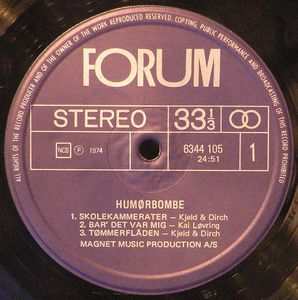 ALL RIGHTS OF THE RECORD PRODUCER AND OF THE OWNER OF THE WORK REPRODUCED RESERVED. COPYING, PUBLIC PERFORMANCE AND BROADCASTING OF THIS RECORD PROHIBITED
FORUM
STEREO 33 1/3
NCB Ⓟ 1974 6344 105 1
24:51
HUMØRBOMBE
1. SKOLEKAMMERATER – Kjeld & Dirch
2. BAR' DET VAR MIG – Kai Løvring
3. TØMMERFLÅDEN – Kjeld & Dirch
MAGNET MUSIC PRODUCTION A/S